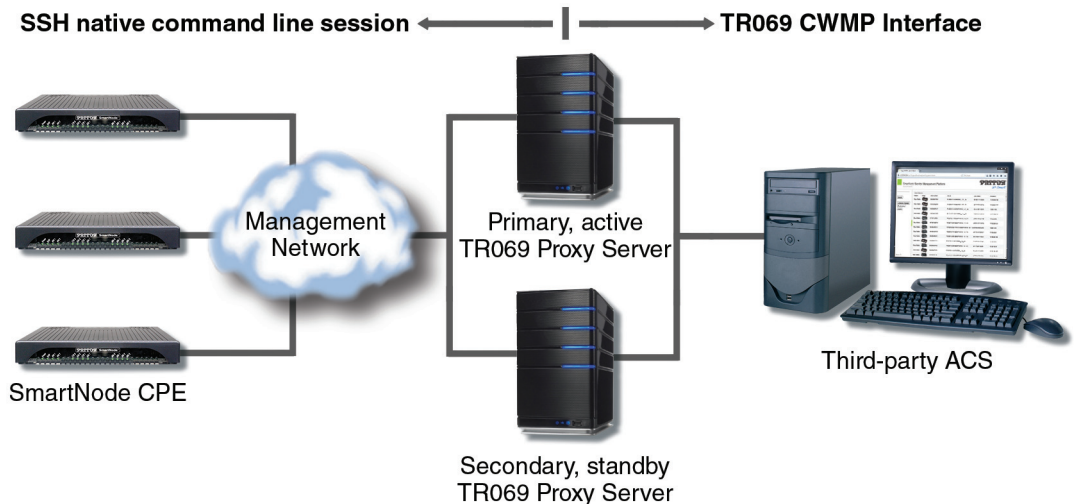 SSH native command line session
TR069 CWMP Interface
Management
Network
Primary, active
TR069 Proxy Server
SmartNode CPE
Third-party ACS
Secondary, standby
TR069 Proxy Server
PATTON